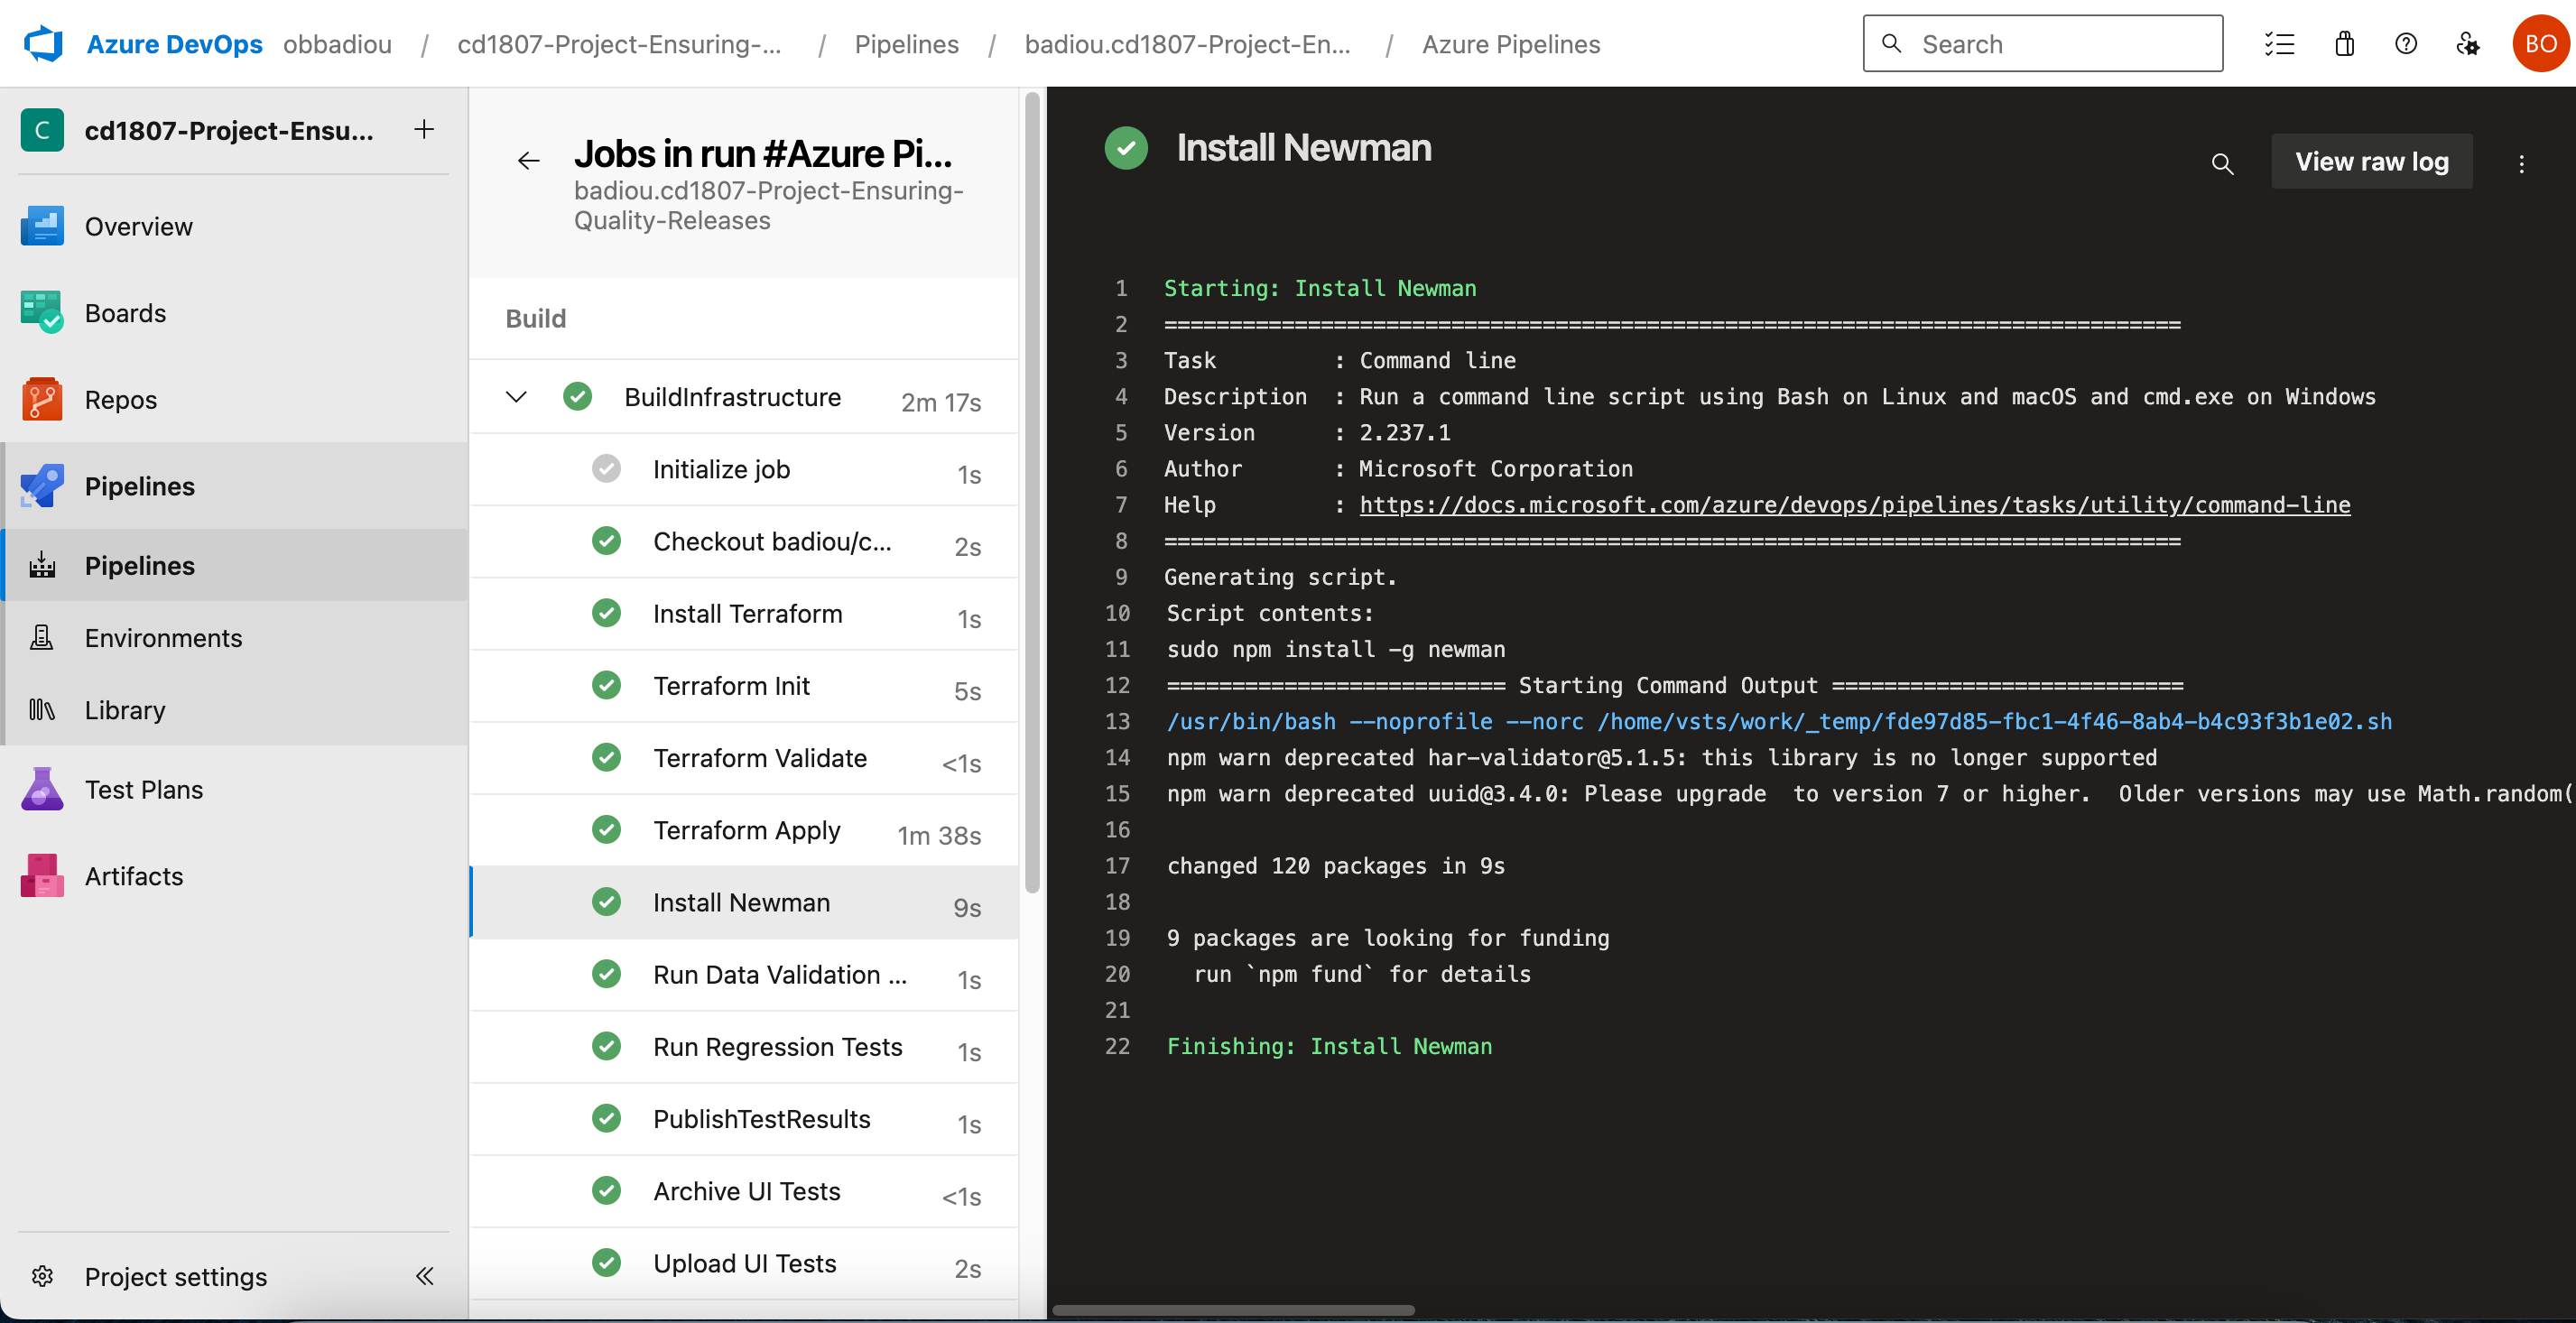 Azure DevOps obbadiou / cd1807-Project-Ensuring-... / Pipelines / badiou.cd1807-Project-En... / Azure Pipelines
Search
BO
C cd1807-Project-Ensu... +
Overview
Boards
Repos
Pipelines
Pipelines
Environments
Library
Test Plans
Artifacts
Project settings
Jobs in run #Azure Pi...
badiou.cd1807-Project-Ensuring-
Quality-Releases
Build
BuildInfrastructure 2m 17s
Initialize job 1s
Checkout badiou/c... 2s
Install Terraform 1s
Terraform Init 5s
Terraform Validate <1s
Terraform Apply 1m 38s
Install Newman 9s
Run Data Validation ... 1s
Run Regression Tests 1s
PublishTestResults 1s
Archive UI Tests <1s
Upload UI Tests 2s
Install Newman
View raw log
1 Starting: Install Newman
2 ==============================================================================
3 Task         : Command line
4 Description  : Run a command line script using Bash on Linux and macOS and cmd.exe on Windows
5 Version      : 2.237.1
6 Author       : Microsoft Corporation
7 Help         : https://docs.microsoft.com/azure/devops/pipelines/tasks/utility/command-line
8 ==============================================================================
9 Generating script.
10 Script contents:
11 sudo npm install -g newman
12 ========================== Starting Command Output ===========================
13 /usr/bin/bash --noprofile --norc /home/vsts/work/_temp/fde97d85-fbc1-4f46-8ab4-b4c93f3b1e02.sh
14 npm warn deprecated har-validator@5.1.5: this library is no longer supported
15 npm warn deprecated uuid@3.4.0: Please upgrade  to version 7 or higher.  Older versions may use Math.random(
16
17 changed 120 packages in 9s
18
19 9 packages are looking for funding
20   run `npm fund` for details
21
22 Finishing: Install Newman